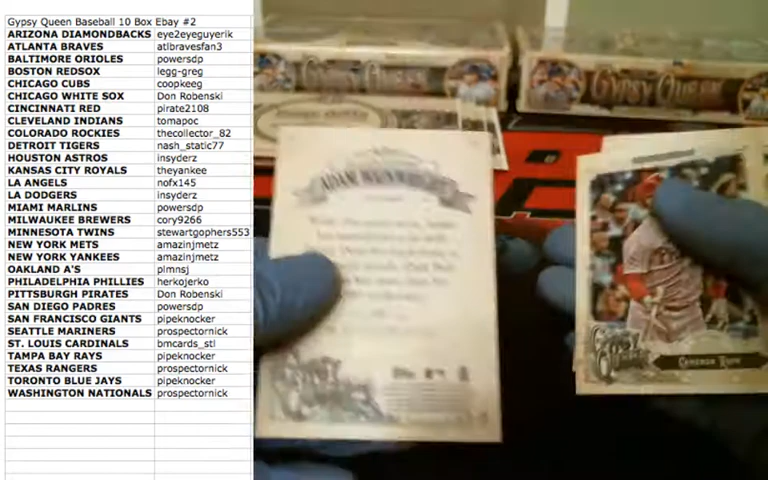 Gypsy Queen Baseball 10 Box Ebay #2
ARIZONA DIAMONDBACKS eye2eyeguyerik
ATLANTA BRAVES atlbravesfan3
BALTIMORE ORIOLES powersdp
BOSTON REDSOX legg-greg
CHICAGO CUBS coopkeeg
CHICAGO WHITE SOX Don Robenski
CINCINNATI RED pirate2108
CLEVELAND INDIANS tomapoc
COLORADO ROCKIES thecollector_82
DETROIT TIGERS nash_static77
HOUSTON ASTROS insyderz
KANSAS CITY ROYALS theyankee
LA ANGELS nofx145
LA DODGERS insyderz
MIAMI MARLINS powersdp
MILWAUKEE BREWERS cory9266
MINNESOTA TWINS stewartgophers553
NEW YORK METS amazinjmetz
NEW YORK YANKEES amazinjmetz
OAKLAND A'S plmnsj
PHILADELPHIA PHILLIES herkojerko
PITTSBURGH PIRATES Don Robenski
SAN DIEGO PADRES powersdp
SAN FRANCISCO GIANTS pipeknocker
SEATTLE MARINERS prospectornick
ST. LOUIS CARDINALS bmcards_stl
TAMPA BAY RAYS pipeknocker
TEXAS RANGERS prospectornick
TORONTO BLUE JAYS pipeknocker
WASHINGTON NATIONALS prospectornick
GYPSY QUEEN
GYPSY QUEEN
ADAM WAINWRIGHT
GYPSY QUEEN
CAMERON RUPP